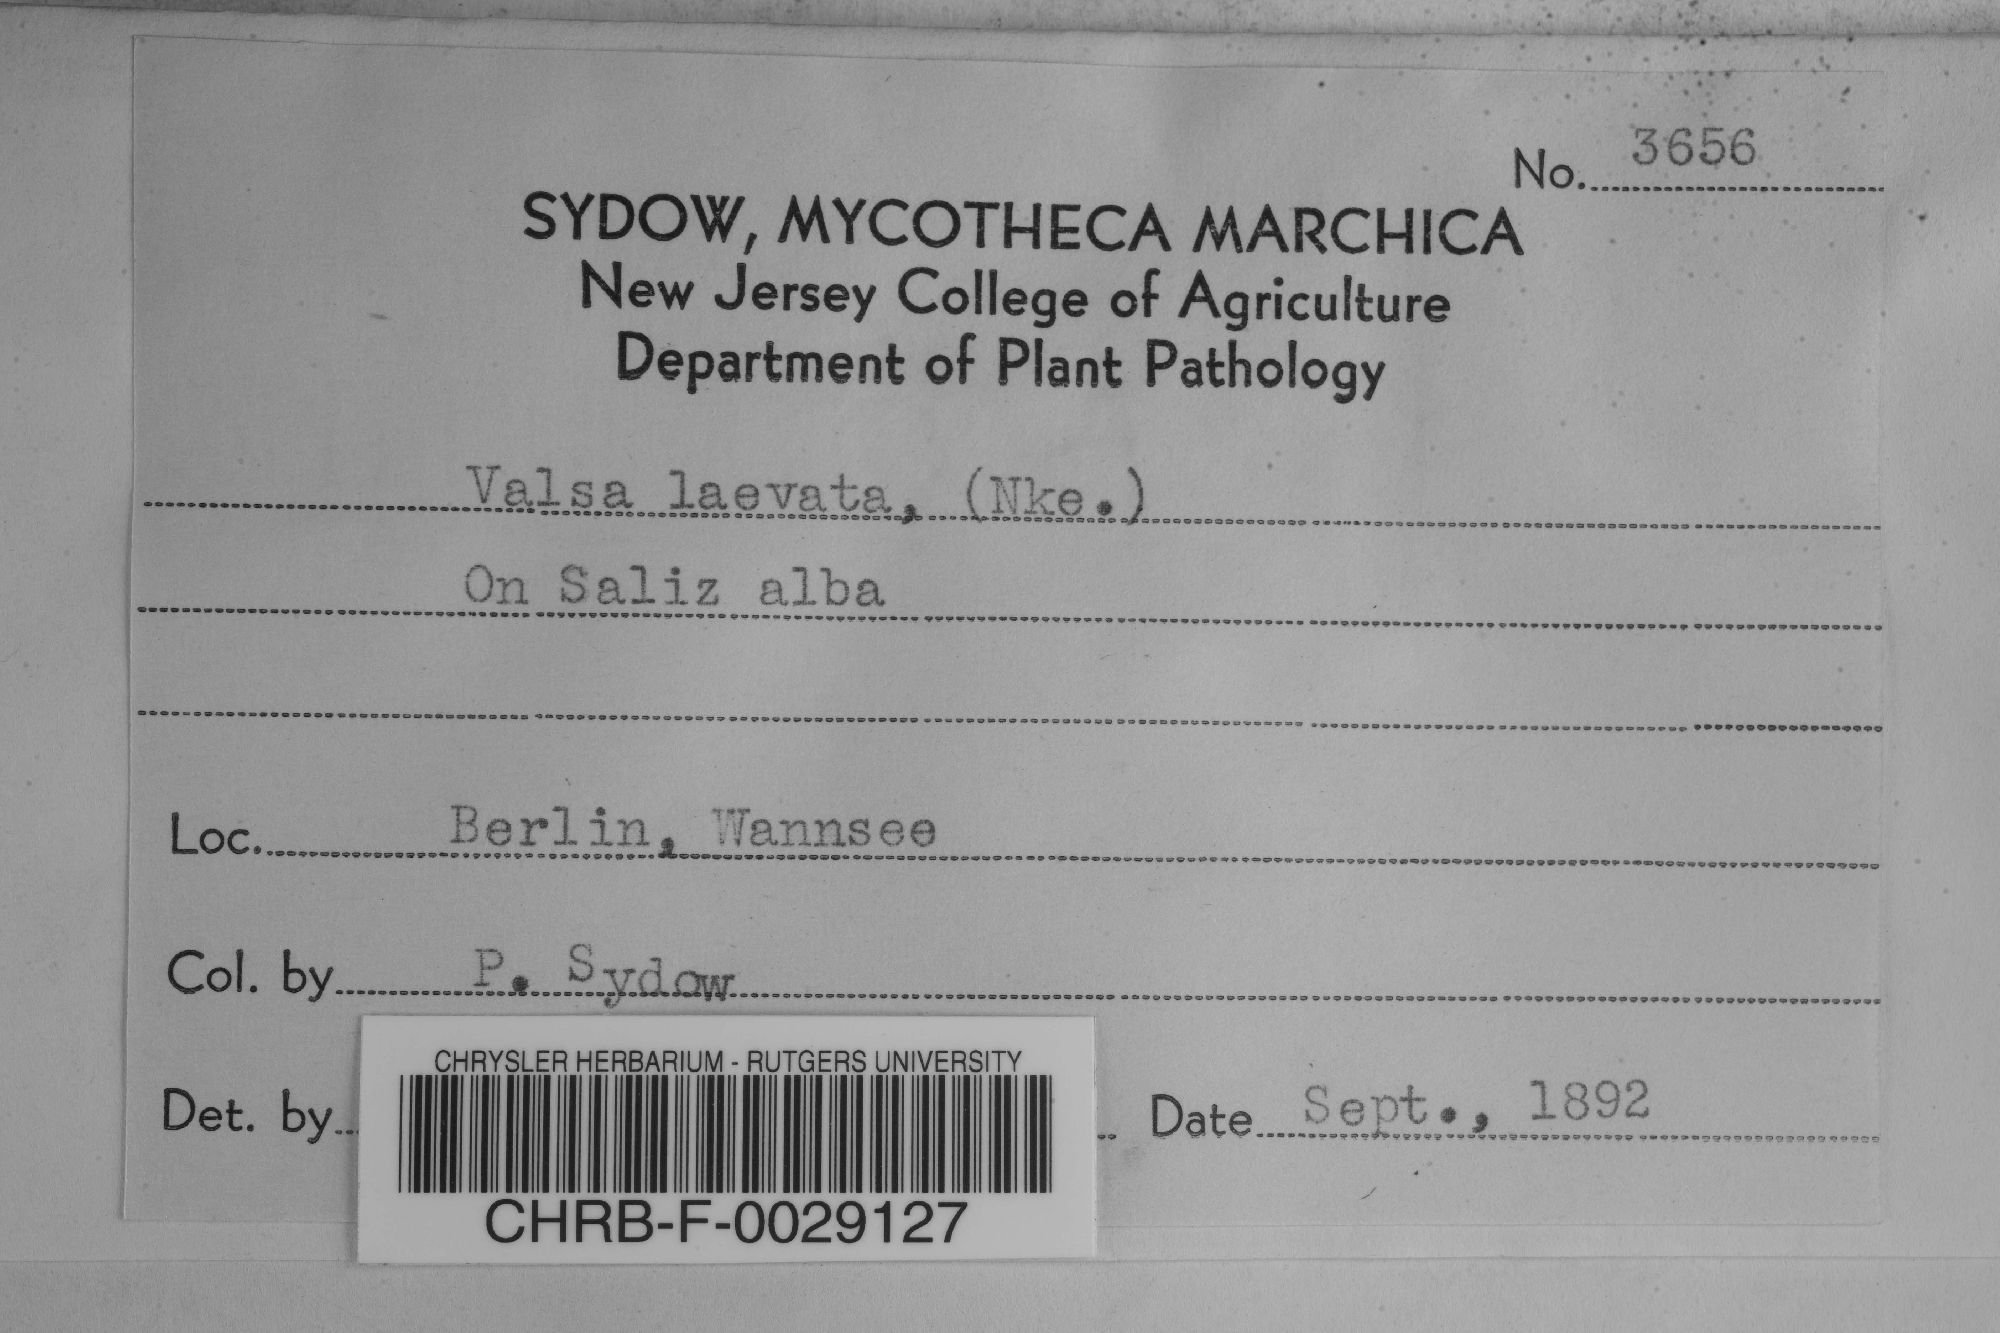 No. 3656
SYDOW, MYCOTHECA MARCHICA
New Jersey College of Agriculture
Department of Plant Pathology
Valsa laevata, (Nke.)
On Saliz alba
Loc. Berlin, Wannsee
Col. by P. Sydow
CHRYSLER HERBARIUM - RUTGERS UNIVERSITY
Det. by Date Sept., 1892
CHRB-F-0029127